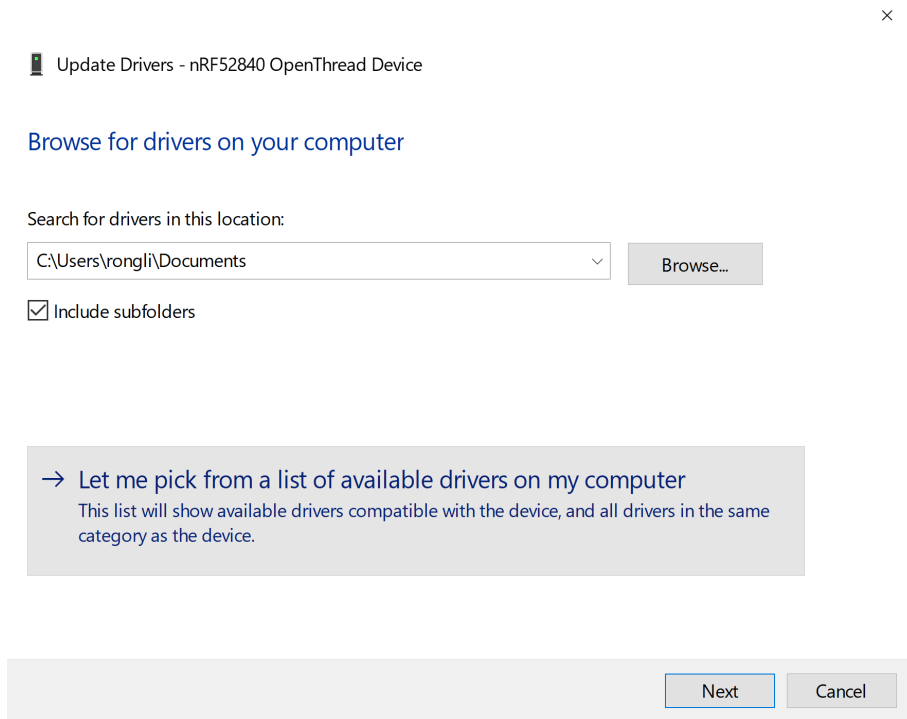 Update Drivers - nRF52840 OpenThread Device
Browse for drivers on your computer
Search for drivers in this location:
C:\Users\rongli\Documents
Browse...
Include subfolders
Let me pick from a list of available drivers on my computer
This list will show available drivers compatible with the device, and all drivers in the same
category as the device.
Next
Cancel